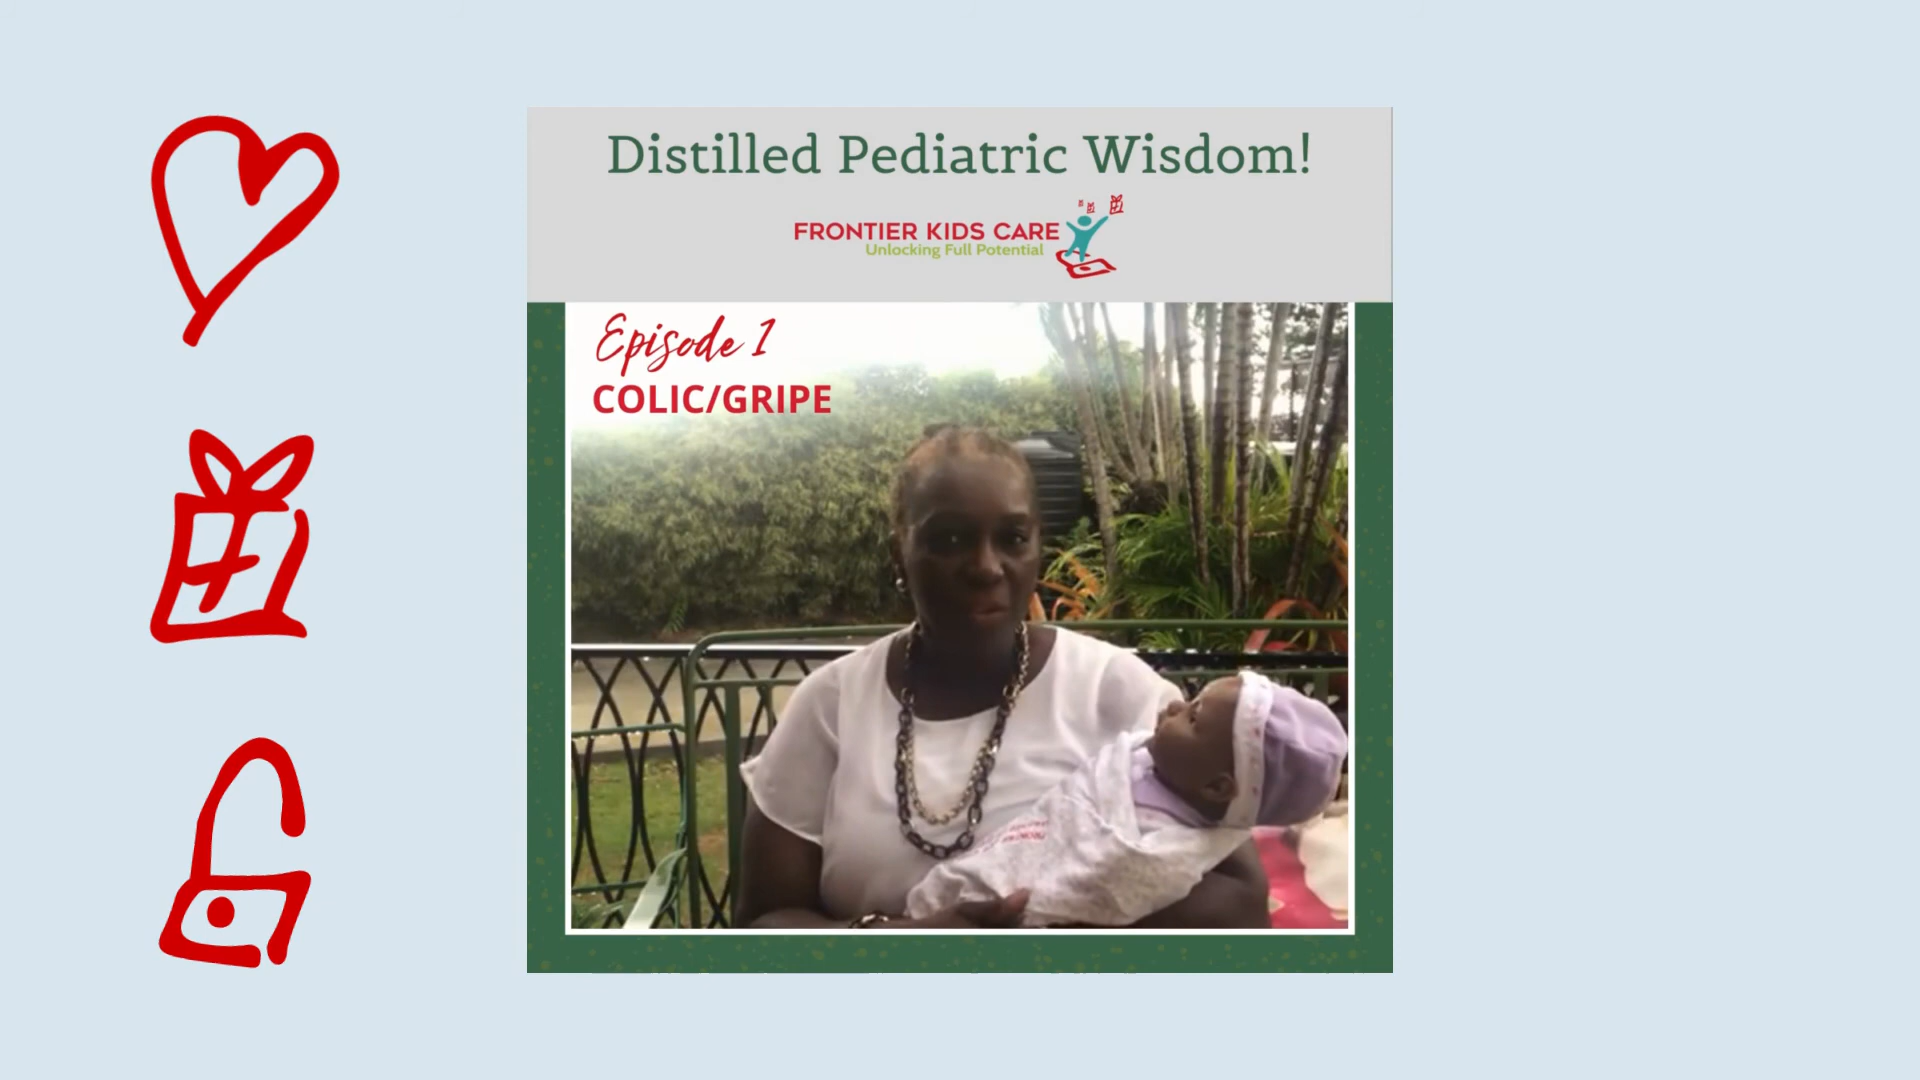 Distilled Pediatric Wisdom!
FRONTIER KIDS CARE
Unlocking Full Potential
Episode 1
COLIC/GRIPE